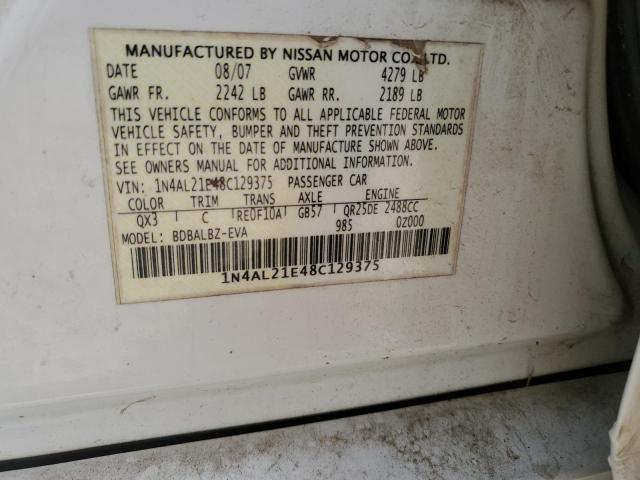 MANUFACTURED BY NISSAN MOTOR CO., LTD.
DATE 08/07 GVWR 4279 LB
GAWR FR. 2242 LB GAWR RR. 2189 LB
THIS VEHICLE CONFORMS TO ALL APPLICABLE FEDERAL MOTOR
VEHICLE SAFETY, BUMPER AND THEFT PREVENTION STANDARDS
IN EFFECT ON THE DATE OF MANUFACTURE SHOWN ABOVE.
SEE OWNERS MANUAL FOR ADDITIONAL INFORMATION.
VIN: 1N4AL21E48C129375 PASSENGER CAR
COLOR TRIM TRANS AXLE ENGINE
QX3 C RE0F10A GB57 QR25DE 2488CC
MODEL: BDBALBZ-EVA 985 0Z000
1N4AL21E48C129375